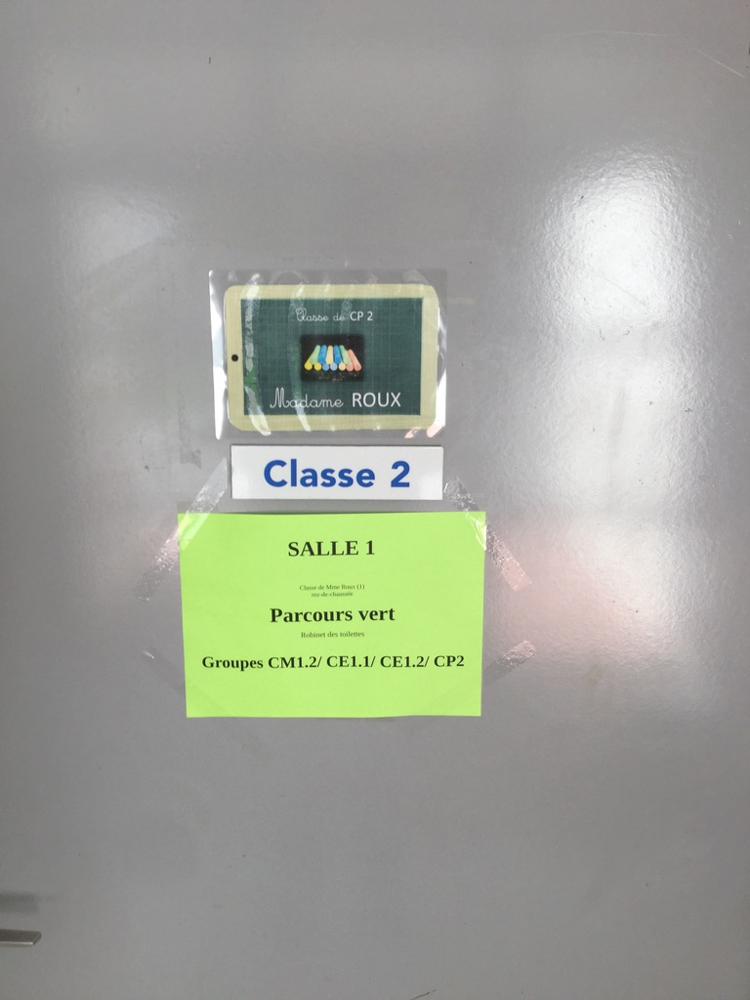 Classe de CP 2
Madame ROUX
Classe 2
SALLE 1
Classe de Mme Roux (1)
rez-de-chaussée
Parcours vert
Robinet des toilettes
Groupes CM1.2/ CE1.1/ CE1.2/ CP2